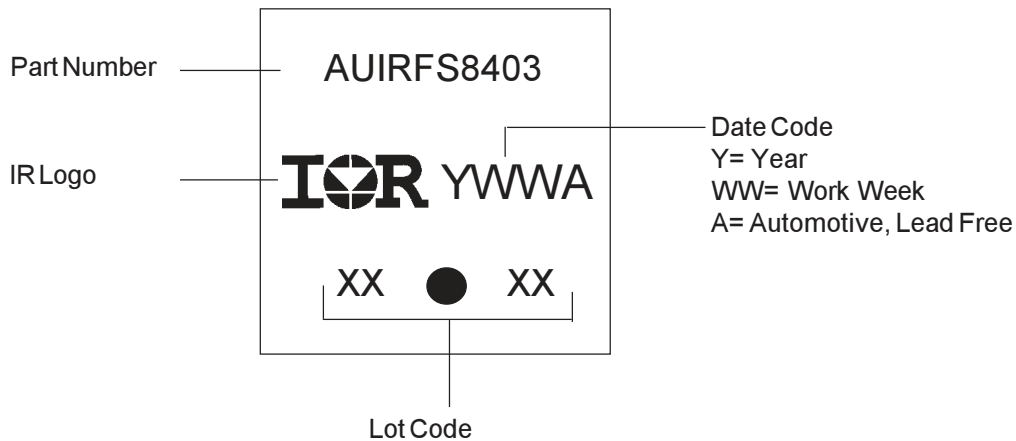 Part Number
AUIRFS8403
Date Code
Y= Year
WW= Work Week
A= Automotive, Lead Free
IR Logo
IOR YWWA
XX XX
Lot Code